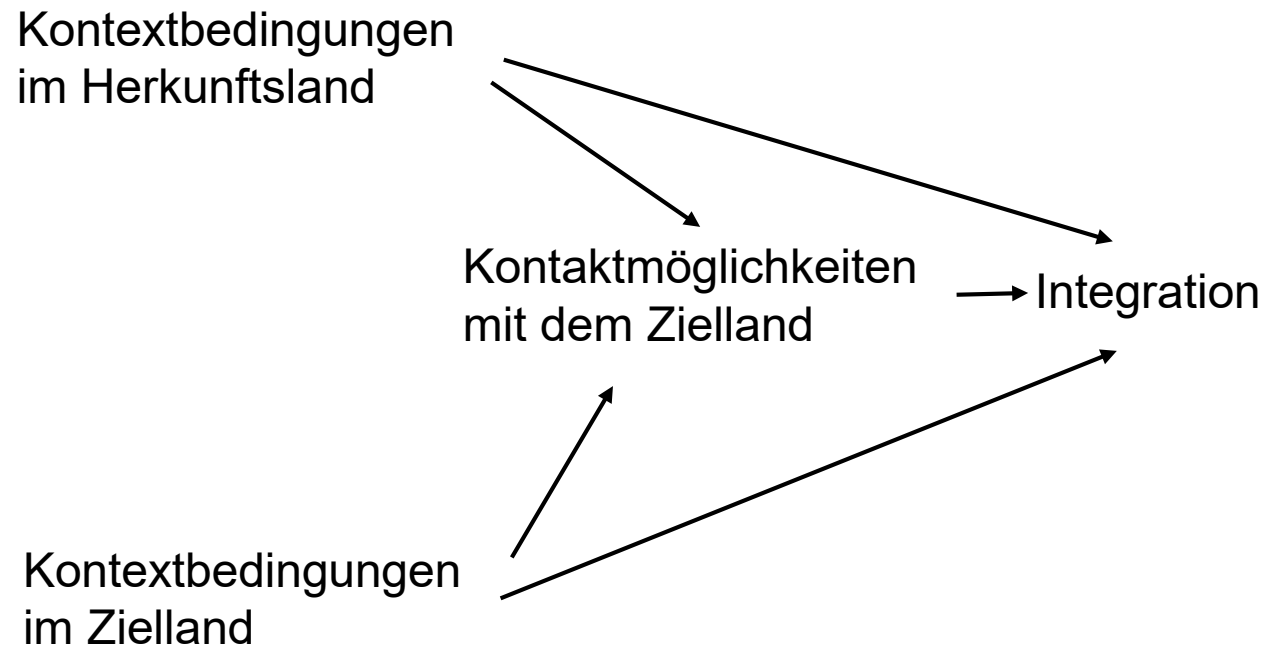 Kontextbedingungen
im Herkunftsland
Kontaktmöglichkeiten
mit dem Zielland
Integration
Kontextbedingungen
im Zielland